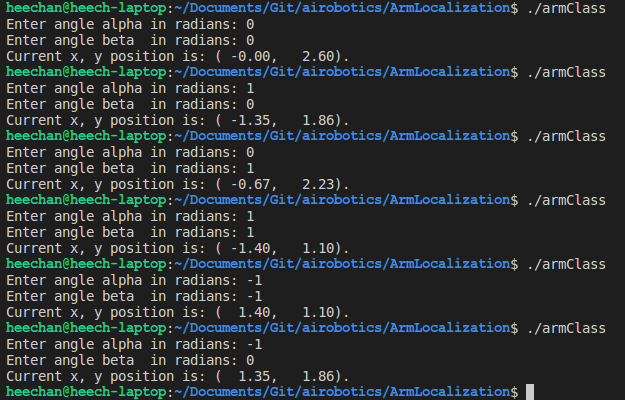 heechan@heech-laptop:~/Documents/Git/airobotics/ArmLocalization$ ./armClass
Enter angle alpha in radians: 0
Enter angle beta  in radians: 0
Current x, y position is: ( -0.00,   2.60).
heechan@heech-laptop:~/Documents/Git/airobotics/ArmLocalization$ ./armClass
Enter angle alpha in radians: 1
Enter angle beta  in radians: 0
Current x, y position is: ( -1.35,   1.86).
heechan@heech-laptop:~/Documents/Git/airobotics/ArmLocalization$ ./armClass
Enter angle alpha in radians: 0
Enter angle beta  in radians: 1
Current x, y position is: ( -0.67,   2.23).
heechan@heech-laptop:~/Documents/Git/airobotics/ArmLocalization$ ./armClass
Enter angle alpha in radians: 1
Enter angle beta  in radians: 1
Current x, y position is: ( -1.40,   1.10).
heechan@heech-laptop:~/Documents/Git/airobotics/ArmLocalization$ ./armClass
Enter angle alpha in radians: -1
Enter angle beta  in radians: -1
Current x, y position is: (  1.40,   1.10).
heechan@heech-laptop:~/Documents/Git/airobotics/ArmLocalization$ ./armClass
Enter angle alpha in radians: -1
Enter angle beta  in radians: 0
Current x, y position is: (  1.35,   1.86).
heechan@heech-laptop:~/Documents/Git/airobotics/ArmLocalization$